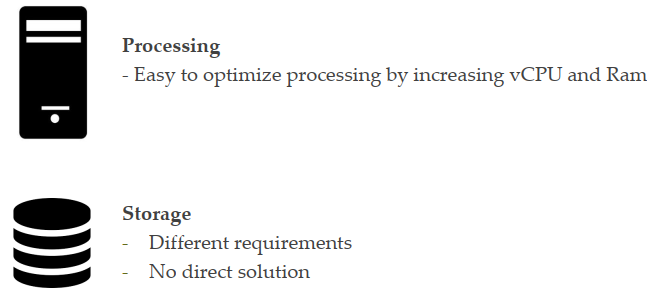 Processing
- Easy to optimize processing by increasing vCPU and Ram
Storage
- Different requirements
- No direct solution